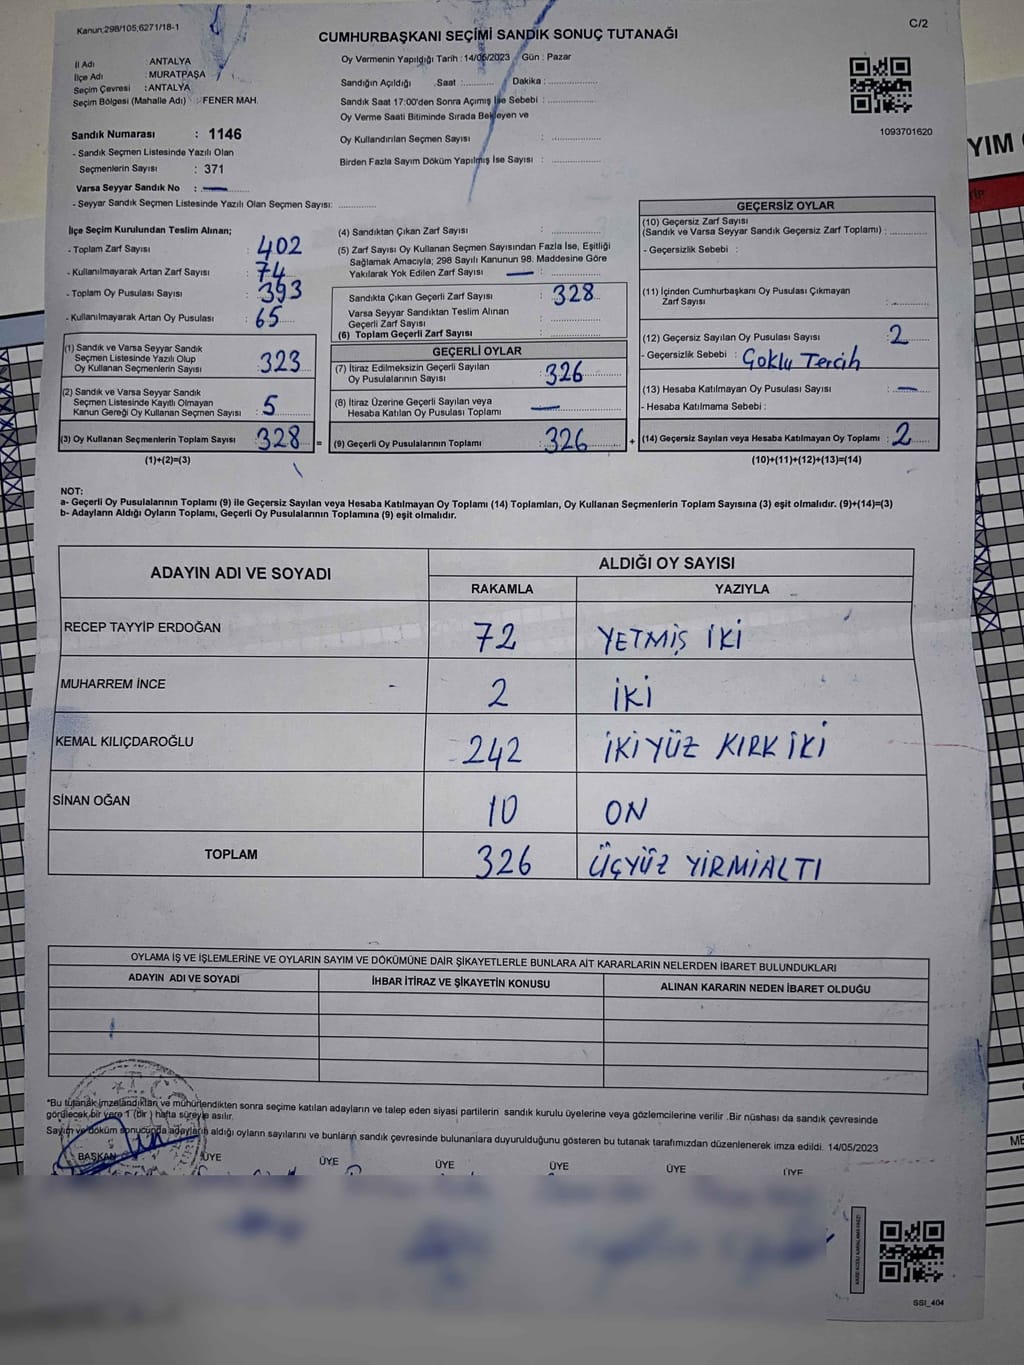 Kanun;298/105;6271/18-1
C/2
CUMHURBAŞKANI SEÇİMİ SANDIK SONUÇ TUTANAĞI
İl Adı : ANTALYA
İlçe Adı : MURATPAŞA
Seçim Çevresi : ANTALYA
Seçim Bölgesi (Mahalle Adı) : FENER MAH.
Sandık Numarası : 1146
- Sandık Seçmen Listesinde Yazılı Olan
Seçmenlerin Sayısı : 371
Varsa Seyyar Sandık No : —
- Seyyar Sandık Seçmen Listesinde Yazılı Olan Seçmen Sayısı: ................
Oy Vermenin Yapıldığı Tarih : 14/05/2023 Gün : Pazar
Sandığın Açıldığı Saat :............ Dakika :................
Sandık Saat 17:00'den Sonra Açımış İse Sebebi : ................
Oy Verme Saati Bitiminde Sırada Bekleyen ve
Oy Kullandırılan Seçmen Sayısı : ................
Birden Fazla Sayım Döküm Yapılmış İse Sayısı : ................
1093701620
YIM
İlçe Seçim Kurulundan Teslim Alınan;
- Toplam Zarf Sayısı : 402
- Kullanılmayarak Artan Zarf Sayısı : 74
- Toplam Oy Pusulası Sayısı : 393
- Kullanılmayarak Artan Oy Pusulası : 65
(1) Sandık ve Varsa Seyyar Sandık
Seçmen Listesinde Yazılı Olup
Oy Kullanan Seçmenlerin Sayısı : 323
(2) Sandık ve Varsa Seyyar Sandık
Seçmen Listesinde Kayıtlı Olmayan
Kanun Gereği Oy Kullanan Seçmen Sayısı : 5
(3) Oy Kullanan Seçmenlerin Toplam Sayısı : 328 =
(1)+(2)=(3)
(4) Sandıktan Çıkan Zarf Sayısı : ................
(5) Zarf Sayısı Oy Kullanan Seçmen Sayısından Fazla İse, Eşitliği
Sağlamak Amacıyla; 298 Sayılı Kanunun 98. Maddesine Göre
Yakılarak Yok Edilen Zarf Sayısı — : ................
Sandıkta Çıkan Geçerli Zarf Sayısı : 328
Varsa Seyyar Sandıktan Teslim Alınan
Geçerli Zarf Sayısı : ................
(6) Toplam Geçerli Zarf Sayısı : ................
GEÇERLİ OYLAR
(7) İtiraz Edilmeksizin Geçerli Sayılan
Oy Pusulalarının Sayısı : 326
(8) İtiraz Üzerine Geçerli Sayılan veya
Hesaba Katılan Oy Pusulası Toplamı : —
(9) Geçerli Oy Pusulalarının Toplamı : 326 +
GEÇERSİZ OYLAR
(10) Geçersiz Zarf Sayısı
(Sandık ve Varsa Seyyar Sandık Geçersiz Zarf Toplamı) : ............
- Geçersizlik Sebebi :
(11) İçinden Cumhurbaşkanı Oy Pusulası Çıkmayan
Zarf Sayısı : ............
(12) Geçersiz Sayılan Oy Pusulası Sayısı : 2
- Geçersizlik Sebebi : Çoklu Tercih
(13) Hesaba Katılmayan Oy Pusulası Sayısı : —
- Hesaba Katılmama Sebebi :
(14) Geçersiz Sayılan veya Hesaba Katılmayan Oy Toplamı : 2
(10)+(11)+(12)+(13)=(14)
NOT:
a- Geçerli Oy Pusulalarının Toplamı (9) ile Geçersiz Sayılan veya Hesaba Katılmayan Oy Toplamı (14) Toplamları, Oy Kullanan Seçmenlerin Toplam Sayısına (3) eşit olmalıdır. (9)+(14)=(3)
b- Adayların Aldığı Oyların Toplamı, Geçerli Oy Pusulalarının Toplamına (9) eşit olmalıdır.
ADAYIN ADI VE SOYADI ALDIĞI OY SAYISI
RAKAMLA YAZIYLA
RECEP TAYYİP ERDOĞAN 72 YETMİŞ İKİ
MUHARREM İNCE 2 İKİ
KEMAL KILIÇDAROĞLU 242 İKİ YÜZ KIRK İKİ
SİNAN OĞAN 10 ON
TOPLAM 326 ÜÇYÜZ YİRMİALTI
OYLAMA İŞ VE İŞLEMLERİNE VE OYLARIN SAYIM VE DÖKÜMÜNE DAİR ŞİKAYETLERLE BUNLARA AİT KARARLARIN NELERDEN İBARET BULUNDUKLARI
ADAYIN ADI VE SOYADI İHBAR İTİRAZ VE ŞİKAYETİN KONUSU ALINAN KARARIN NEDEN İBARET OLDUĞU
*Bu tutanak imzalandıktan ve mühürlendikten sonra seçime katılan adayların ve talep eden siyasi partilerin sandık kurulu üyelerine veya gözlemcilerine verilir .Bir nüshası da sandık çevresinde
görülecek bir yere 1 (bir ) hafta süreyle asılır.
Sayım ve döküm sonucunda adayların aldığı oyların sayılarını ve bunların sandık çevresinde bulunanlara duyurulduğunu gösteren bu tutanak tarafımızdan düzenlenerek imza edildi. 14/05/2023
BAŞKAN ÜYE ÜYE ÜYE ÜYE ÜYE ÜYE
SSI_404